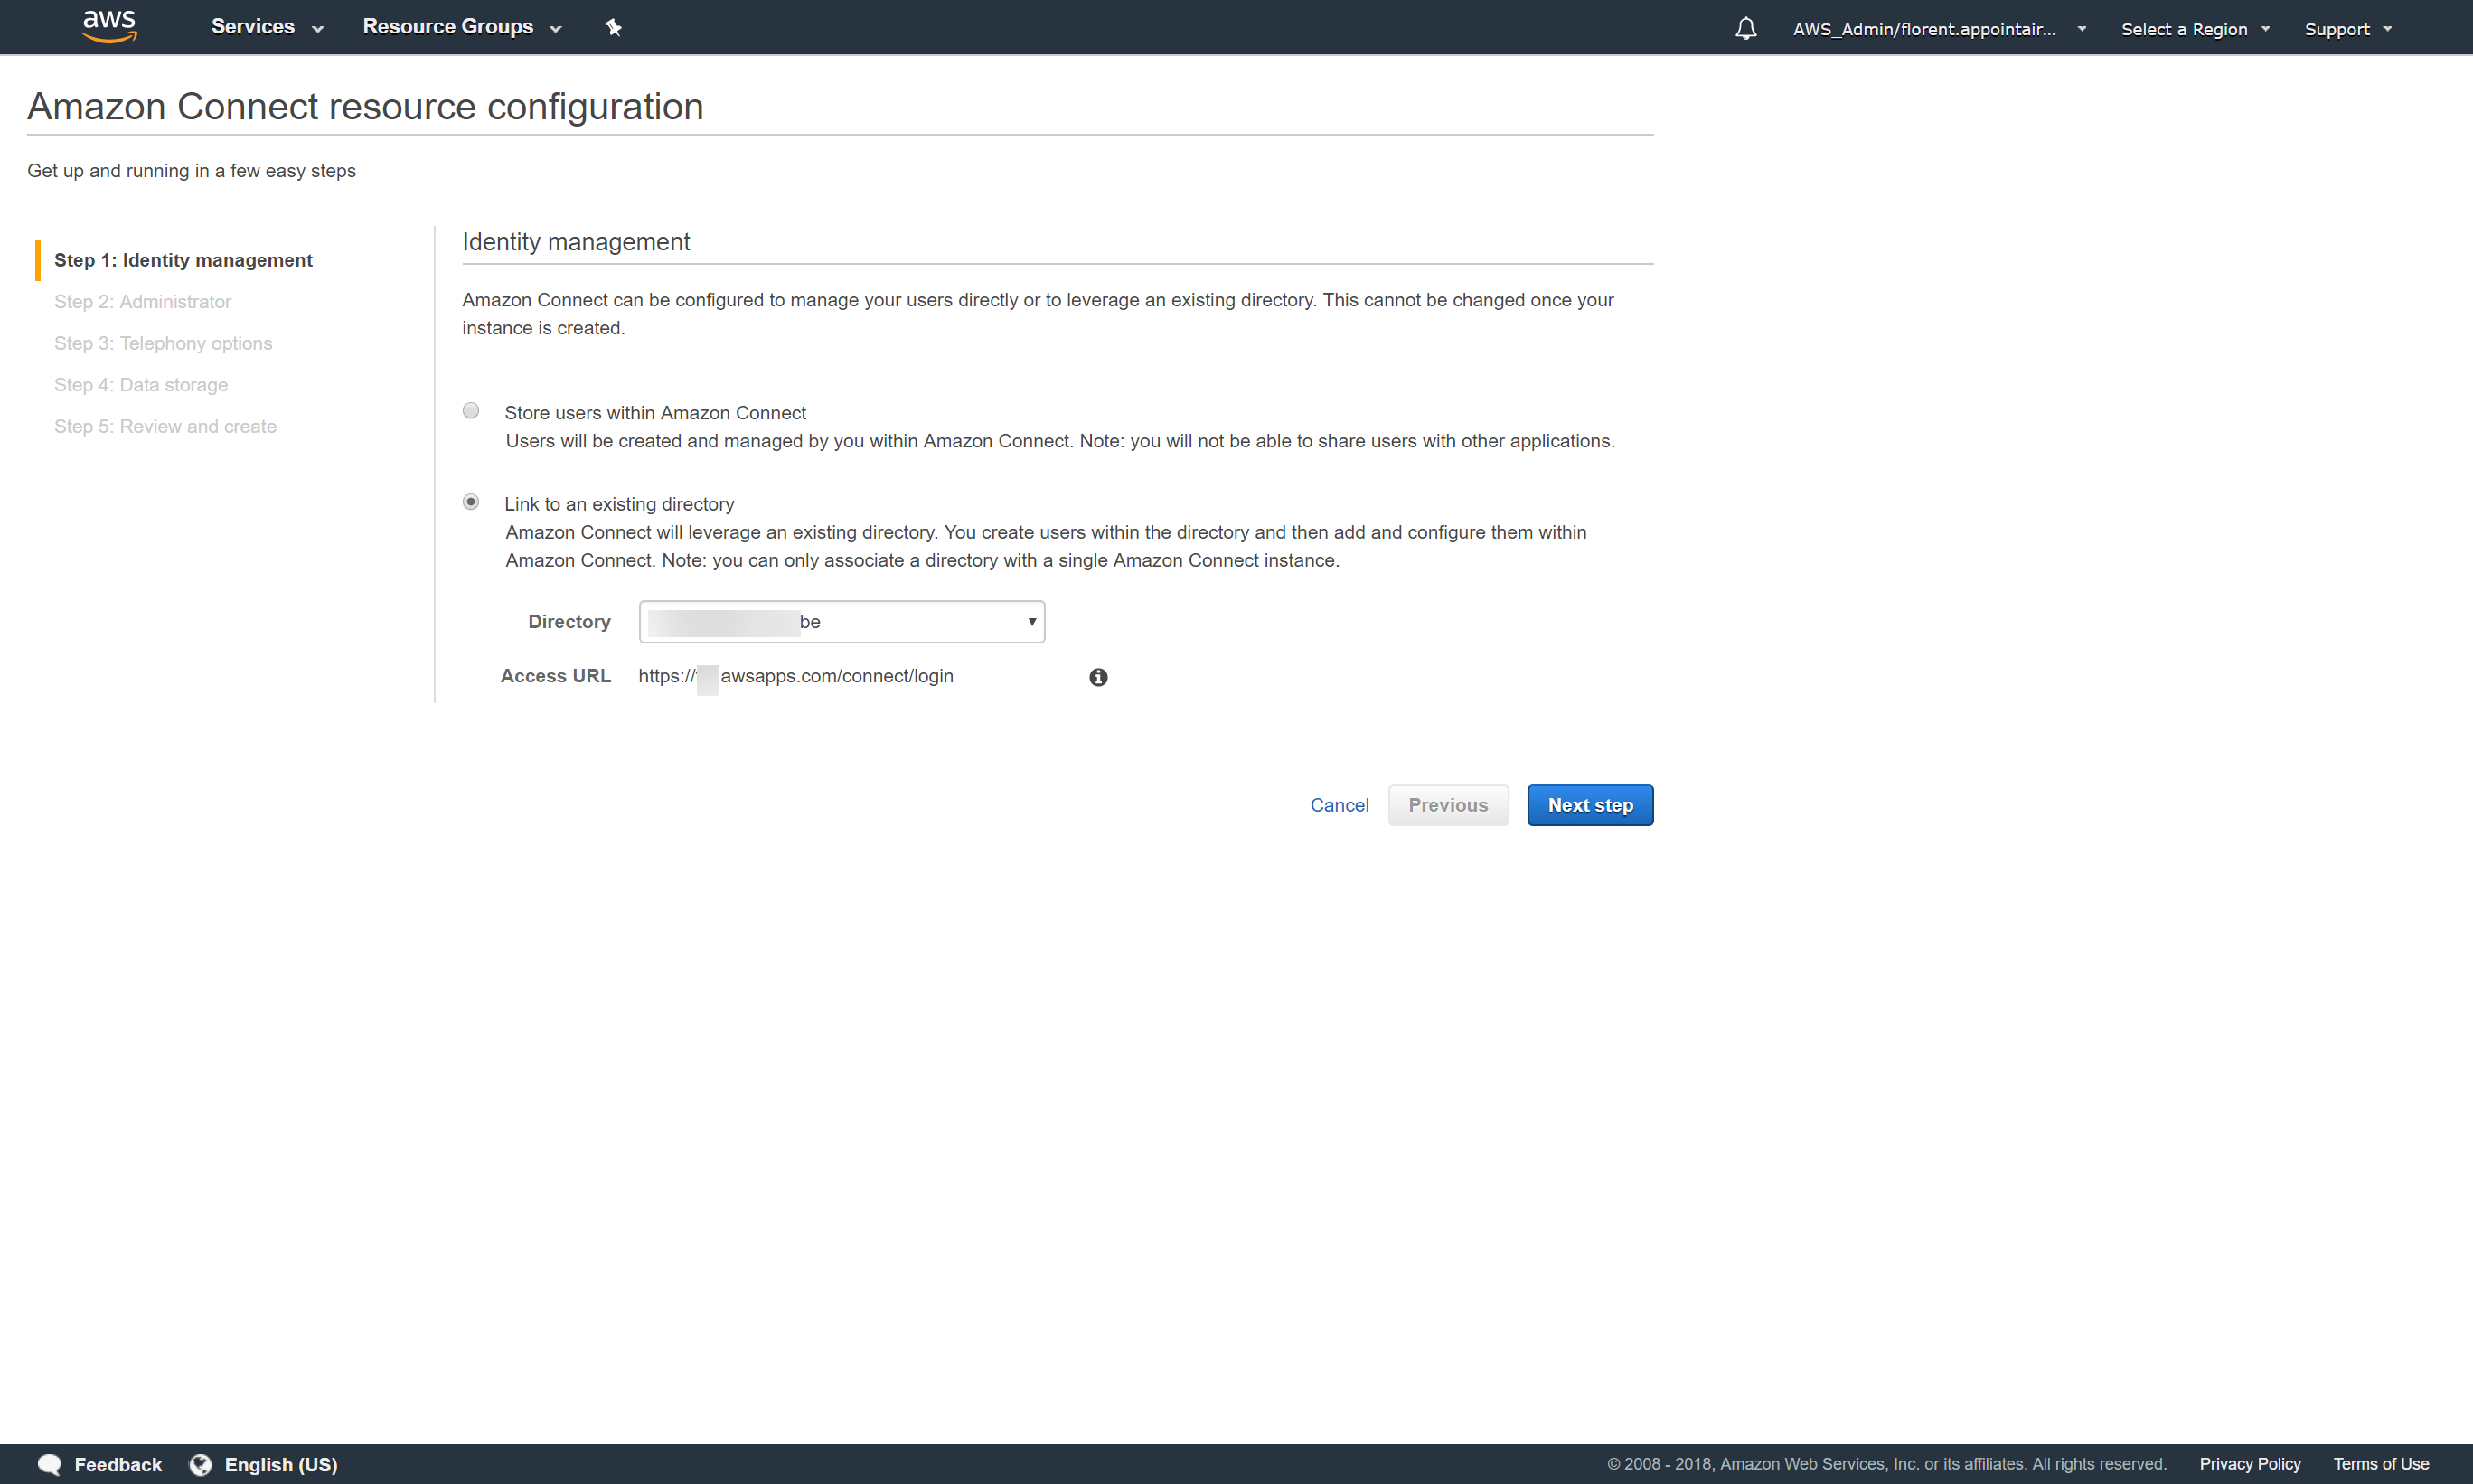 aws Services Resource Groups AWS_Admin/florent.appointair... Select a Region Support
Amazon Connect resource configuration
Get up and running in a few easy steps
Step 1: Identity management
Step 2: Administrator
Step 3: Telephony options
Step 4: Data storage
Step 5: Review and create
Identity management
Amazon Connect can be configured to manage your users directly or to leverage an existing directory. This cannot be changed once your
instance is created.
Store users within Amazon Connect
Users will be created and managed by you within Amazon Connect. Note: you will not be able to share users with other applications.
Link to an existing directory
Amazon Connect will leverage an existing directory. You create users within the directory and then add and configure them within
Amazon Connect. Note: you can only associate a directory with a single Amazon Connect instance.
Directory be
Access URL https:// awsapps.com/connect/login
Cancel Previous Next step
Feedback English (US) © 2008 - 2018, Amazon Web Services, Inc. or its affiliates. All rights reserved. Privacy Policy Terms of Use